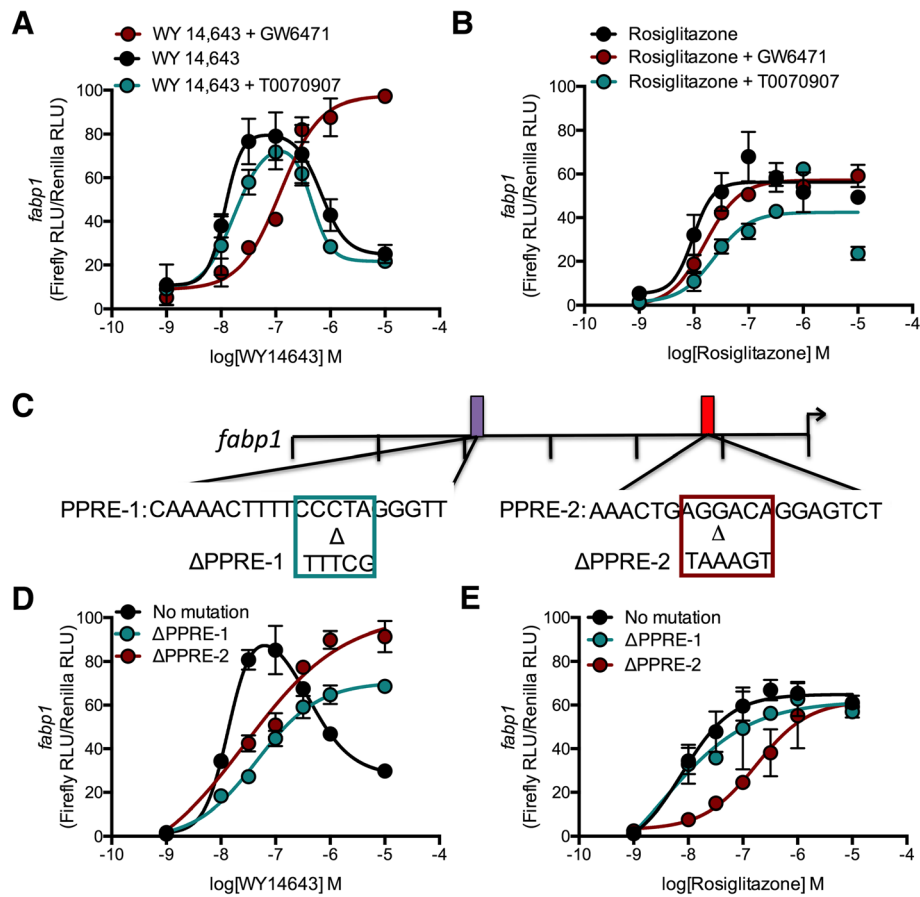 A
WY 14,643 + GW6471
WY 14,643
WY 14,643 + T0070907
fabp1
(Firefly RLU/Renilla RLU)
100
80
60
40
20
0
-10 -9 -8 -7 -6 -5 -4
log[WY14643] M
B
Rosiglitazone
Rosiglitazone + GW6471
Rosiglitazone + T0070907
fabp1
(Firefly RLU/Renilla RLU)
100
80
60
40
20
0
-10 -9 -8 -7 -6 -5 -4
log[Rosiglitazone] M
C
fabp1
PPRE-1:CAAAACTTTTCCCTAGGGTT
Δ
ΔPPRE-1 TTTCG
PPRE-2:AAACTGAGGACAGGAGTCT
Δ
ΔPPRE-2 TAAAGT
D
No mutation
ΔPPRE-1
ΔPPRE-2
fabp1
(Firefly RLU/Renilla RLU)
100
80
60
40
20
0
-10 -9 -8 -7 -6 -5 -4
log[WY14643] M
E
No mutation
ΔPPRE-1
ΔPPRE-2
fabp1
(Firefly RLU/Renilla RLU)
100
80
60
40
20
0
-10 -9 -8 -7 -6 -5 -4
log[Rosiglitazone] M